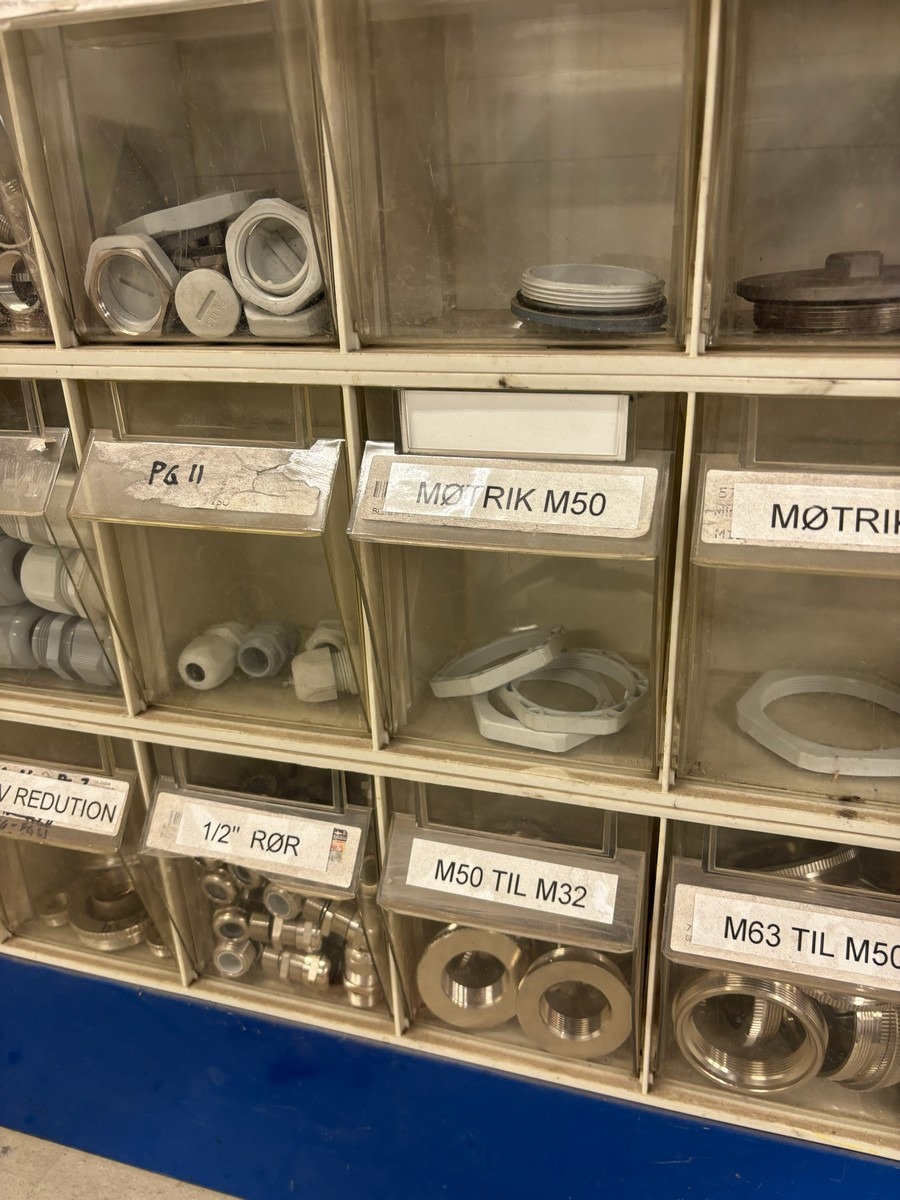 PG 11
MØTRIK M50
MØTRIK
V REDUTION
1/2" RØR
M50 TIL M32
M63 TIL M50